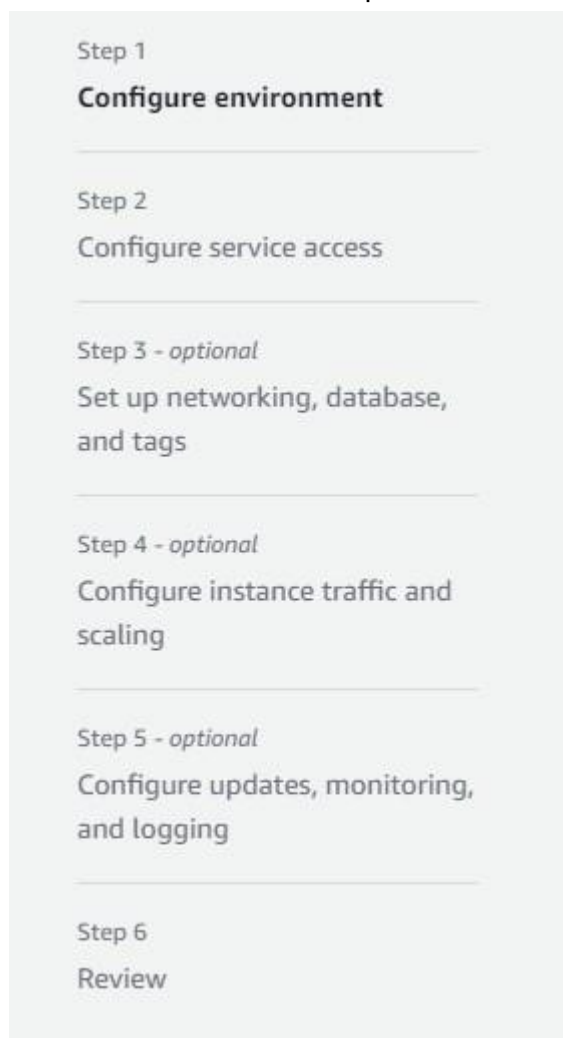 Step 1
Configure environment
Step 2
Configure service access
Step 3 - optional
Set up networking, database,
and tags
Step 4 - optional
Configure instance traffic and
scaling
Step 5 - optional
Configure updates, monitoring,
and logging
Step 6
Review